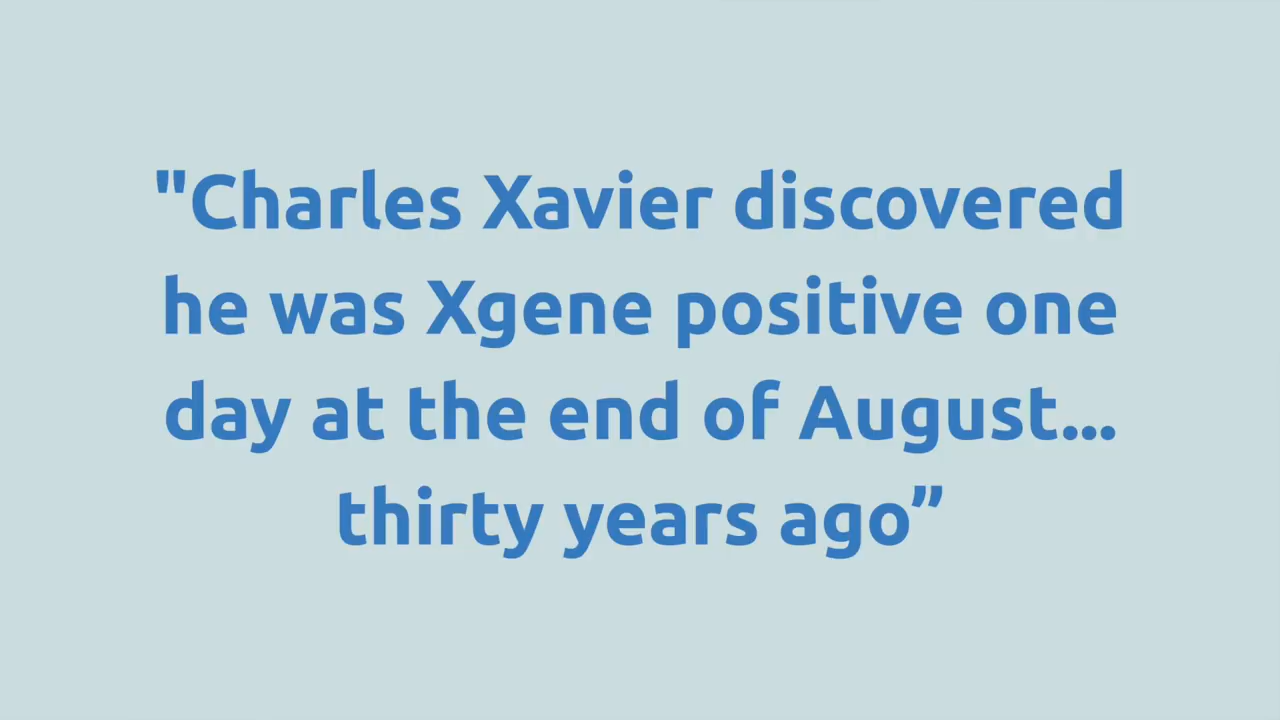 "Charles Xavier discovered
he was Xgene positive one
day at the end of August...
thirty years ago”